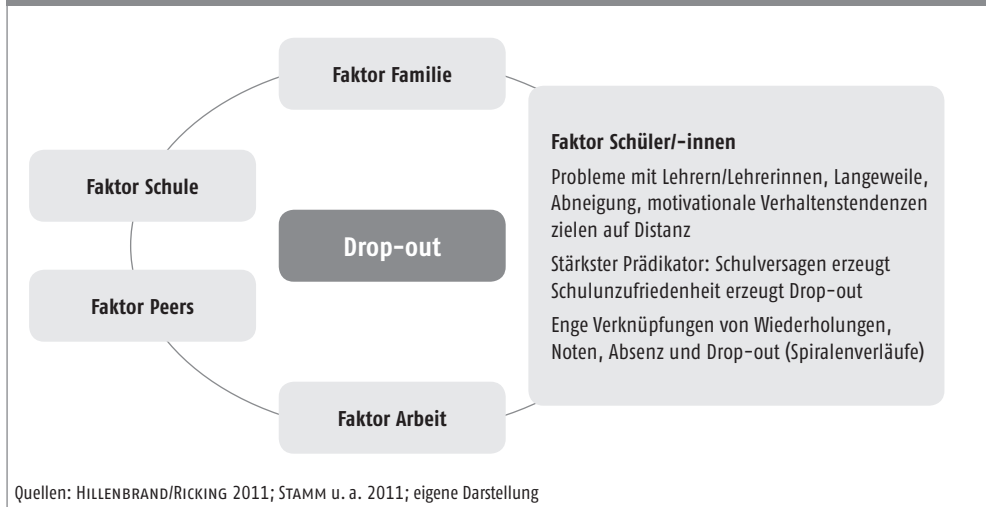 Faktor Familie
Faktor Schule
Drop-out
Faktor Peers
Faktor Arbeit
Faktor Schüler/-innen
Probleme mit Lehrern/Lehrerinnen, Langeweile,
Abneigung, motivationale Verhaltenstendenzen
zielen auf Distanz
Stärkster Prädikator: Schulversagen erzeugt
Schulunzufriedenheit erzeugt Drop-out
Enge Verknüpfungen von Wiederholungen,
Noten, Absenz und Drop-out (Spiralenverläufe)
Quellen: HILLENBRAND/RICKING 2011; STAMM u. a. 2011; eigene Darstellung